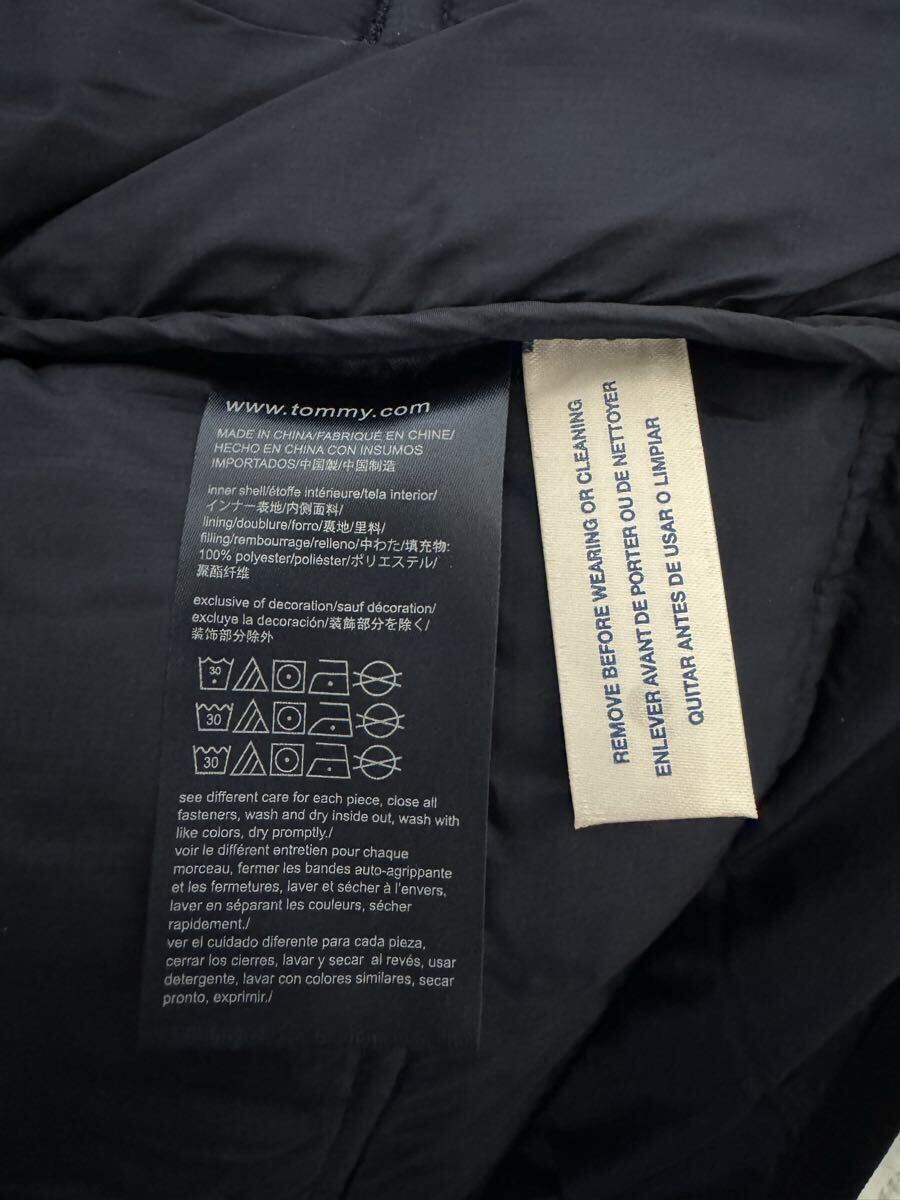 www.tommy.com
MADE IN CHINA/FABRIQUÉ EN CHINE/
HECHO EN CHINA CON INSUMOS
IMPORTADOS/中国製/中国制造
inner shell/étoffe intérieure/tela interior/
インナー表地/内侧面料/
lining/doublure/forro/裏地/里料/
filling/rembourrage/relleno/中わた/填充物:
100% polyester/poliéster/ポリエステル/
聚酯纤维
exclusive of decoration/sauf décoration/
excluye la decoración/装飾部分を除く/
装饰部分除外
30
30
30
see different care for each piece, close all
fasteners, wash and dry inside out, wash with
like colors, dry promptly./
voir le différent entretien pour chaque
morceau, fermer les bandes auto-agrippante
et les fermetures, laver et sécher à l'envers,
laver en séparant les couleurs, sécher
rapidement./
ver el cuidado diferente para cada pieza,
cerrar los cierres, lavar y secar al revés, usar
detergente, lavar con colores similares, secar
pronto, exprimir./
REMOVE BEFORE WEARING OR CLEANING
ENLEVER AVANT DE PORTER OU DE NETTOYER
QUITAR ANTES DE USAR O LIMPIAR